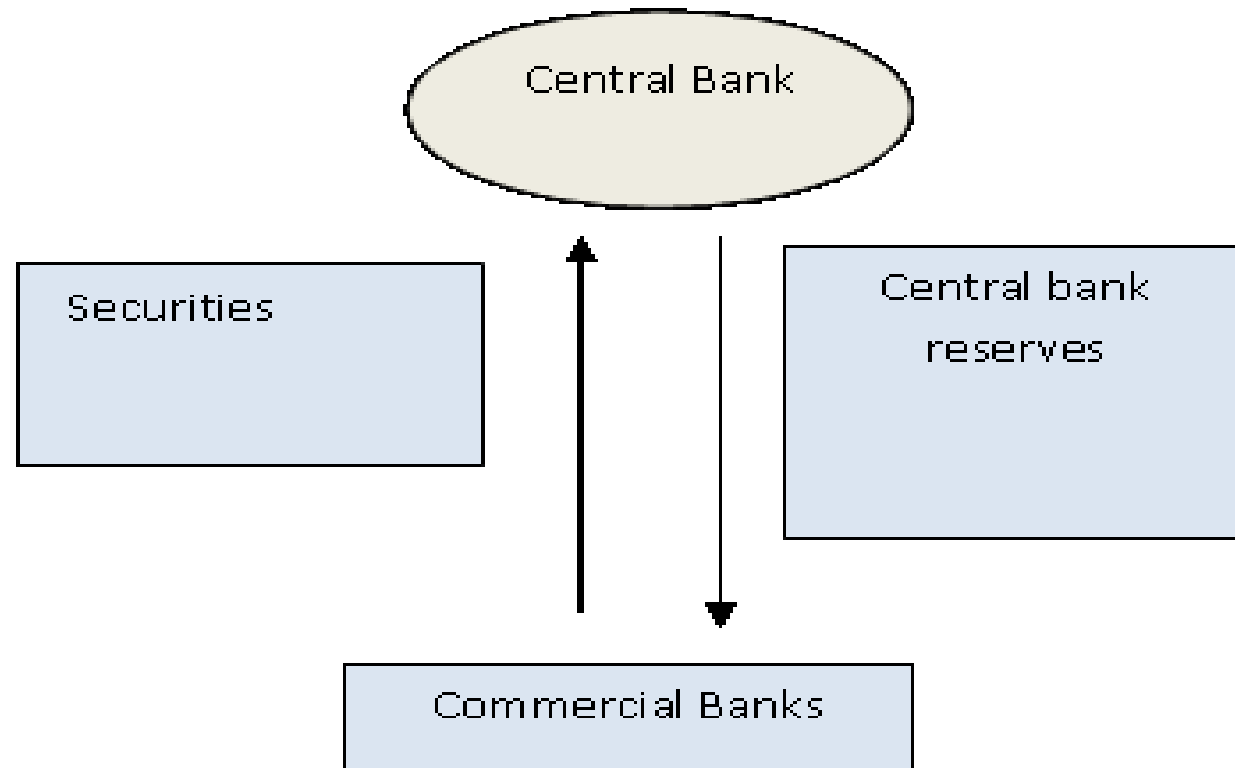 Central Bank
Securities
Central bank
reserves
Commercial Banks